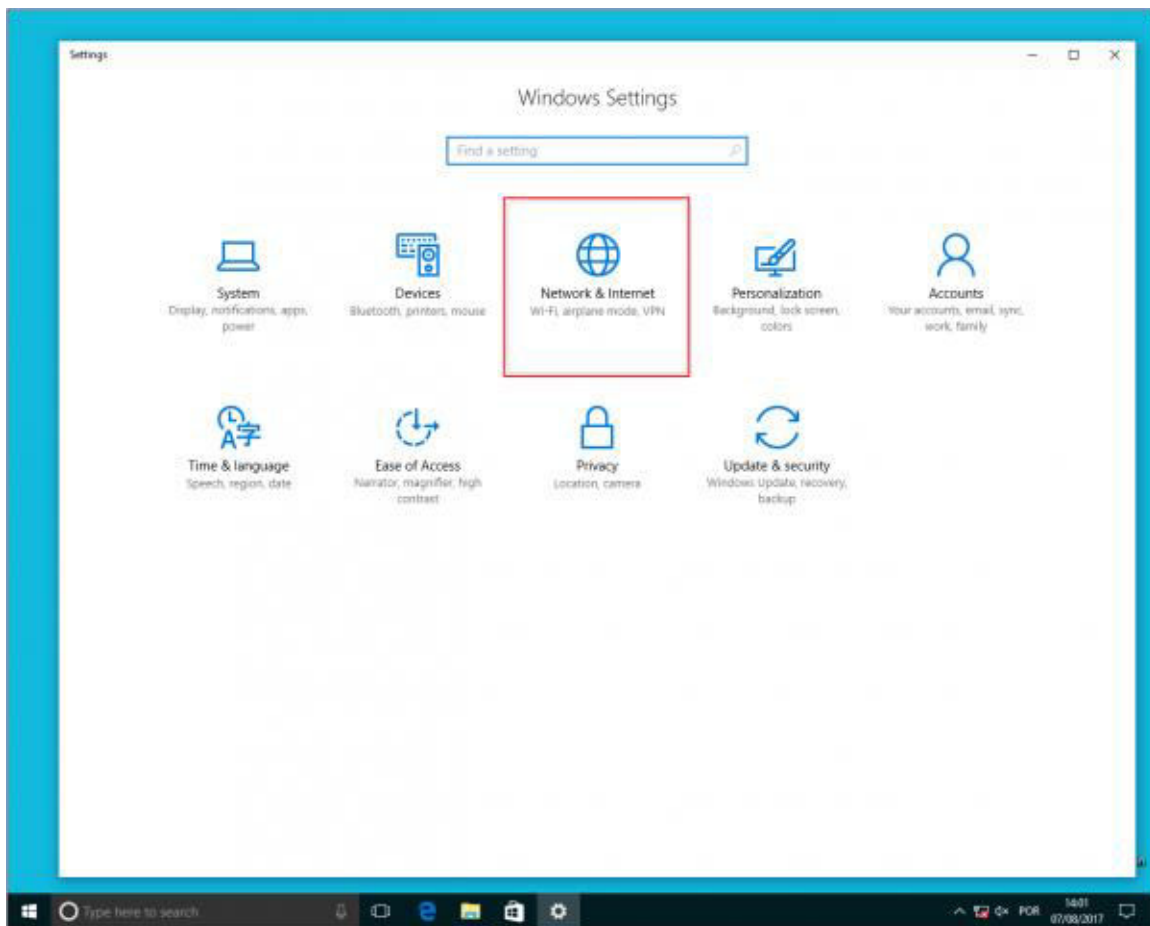 Settings
Windows Settings
Find a setting
System
Display, notifications, apps,
power
Devices
Bluetooth, printers, mouse
Network & Internet
Wi-Fi, airplane mode, VPN
Personalization
Background, lock screen,
colors
Accounts
Your accounts, email, sync,
work, family
Time & language
Speech, region, date
Ease of Access
Narrator, magnifier, high
contrast
Privacy
Location, camera
Update & security
Windows Update, recovery,
backup
Type here to search
POR
14:01
07/08/2017